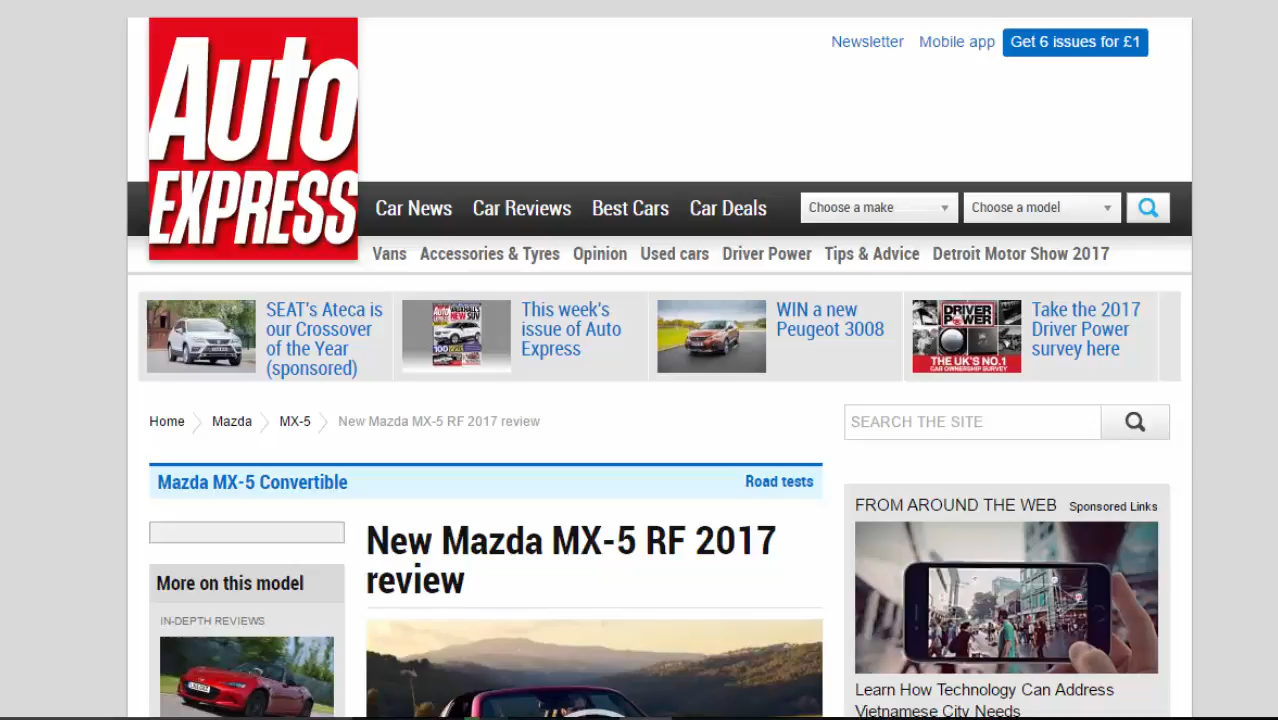 Auto
EXPRESS
Newsletter Mobile app Get 6 issues for £1
Car News Car Reviews Best Cars Car Deals Choose a make Choose a model
Vans Accessories & Tyres Opinion Used cars Driver Power Tips & Advice Detroit Motor Show 2017
SEAT's Ateca is
our Crossover
of the Year
(sponsored)
This week's
issue of Auto
Express
WIN a new
Peugeot 3008
DRIVER
POWER
THE UK'S NO.1
CAR OWNERSHIP SURVEY
Take the 2017
Driver Power
survey here
Home Mazda MX-5 New Mazda MX-5 RF 2017 review
SEARCH THE SITE
Mazda MX-5 Convertible Road tests
New Mazda MX-5 RF 2017
review
More on this model
IN-DEPTH REVIEWS
FROM AROUND THE WEB Sponsored Links
Learn How Technology Can Address
Vietnamese City Needs